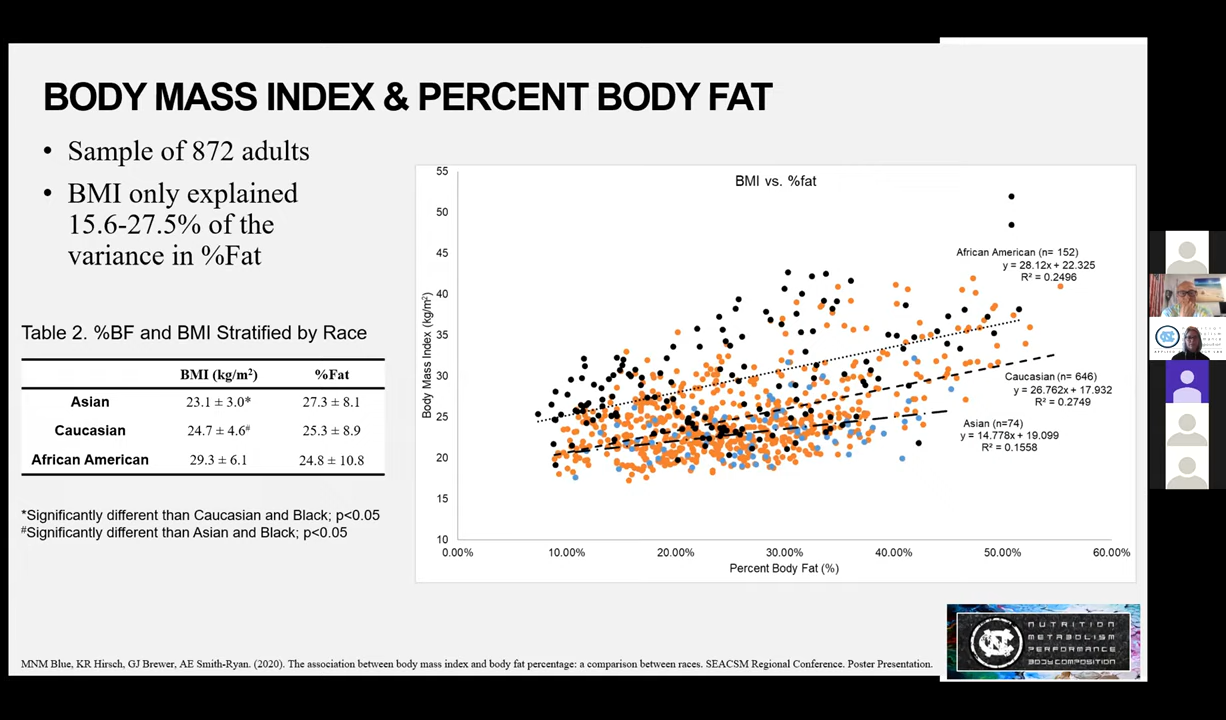 BODY MASS INDEX & PERCENT BODY FAT
• Sample of 872 adults
• BMI only explained
15.6-27.5% of the
variance in %Fat
Table 2. %BF and BMI Stratified by Race
BMI (kg/m²) %Fat
Asian 23.1 ± 3.0* 27.3 ± 8.1
Caucasian 24.7 ± 4.6# 25.3 ± 8.9
African American 29.3 ± 6.1 24.8 ± 10.8
*Significantly different than Caucasian and Black; p<0.05
#Significantly different than Asian and Black; p<0.05
BMI vs. %fat
Body Mass Index (kg/m²)
55
50
45
40
35
30
25
20
15
10
African American (n= 152)
y = 28.12x + 22.325
R² = 0.2496
Caucasian (n= 646)
y = 26.762x + 17.932
R² = 0.2749
Asian (n=74)
y = 14.778x + 19.099
R² = 0.1558
0.00% 10.00% 20.00% 30.00% 40.00% 50.00% 60.00%
Percent Body Fat (%)
MNM Blue, KR Hirsch, GJ Brewer, AE Smith-Ryan. (2020). The association between body mass index and body fat percentage: a comparison between races. SEACSM Regional Conference. Poster Presentation.
NC
NUTRITION
METABOLISM
PERFORMANCE
BODY COMPOSITION